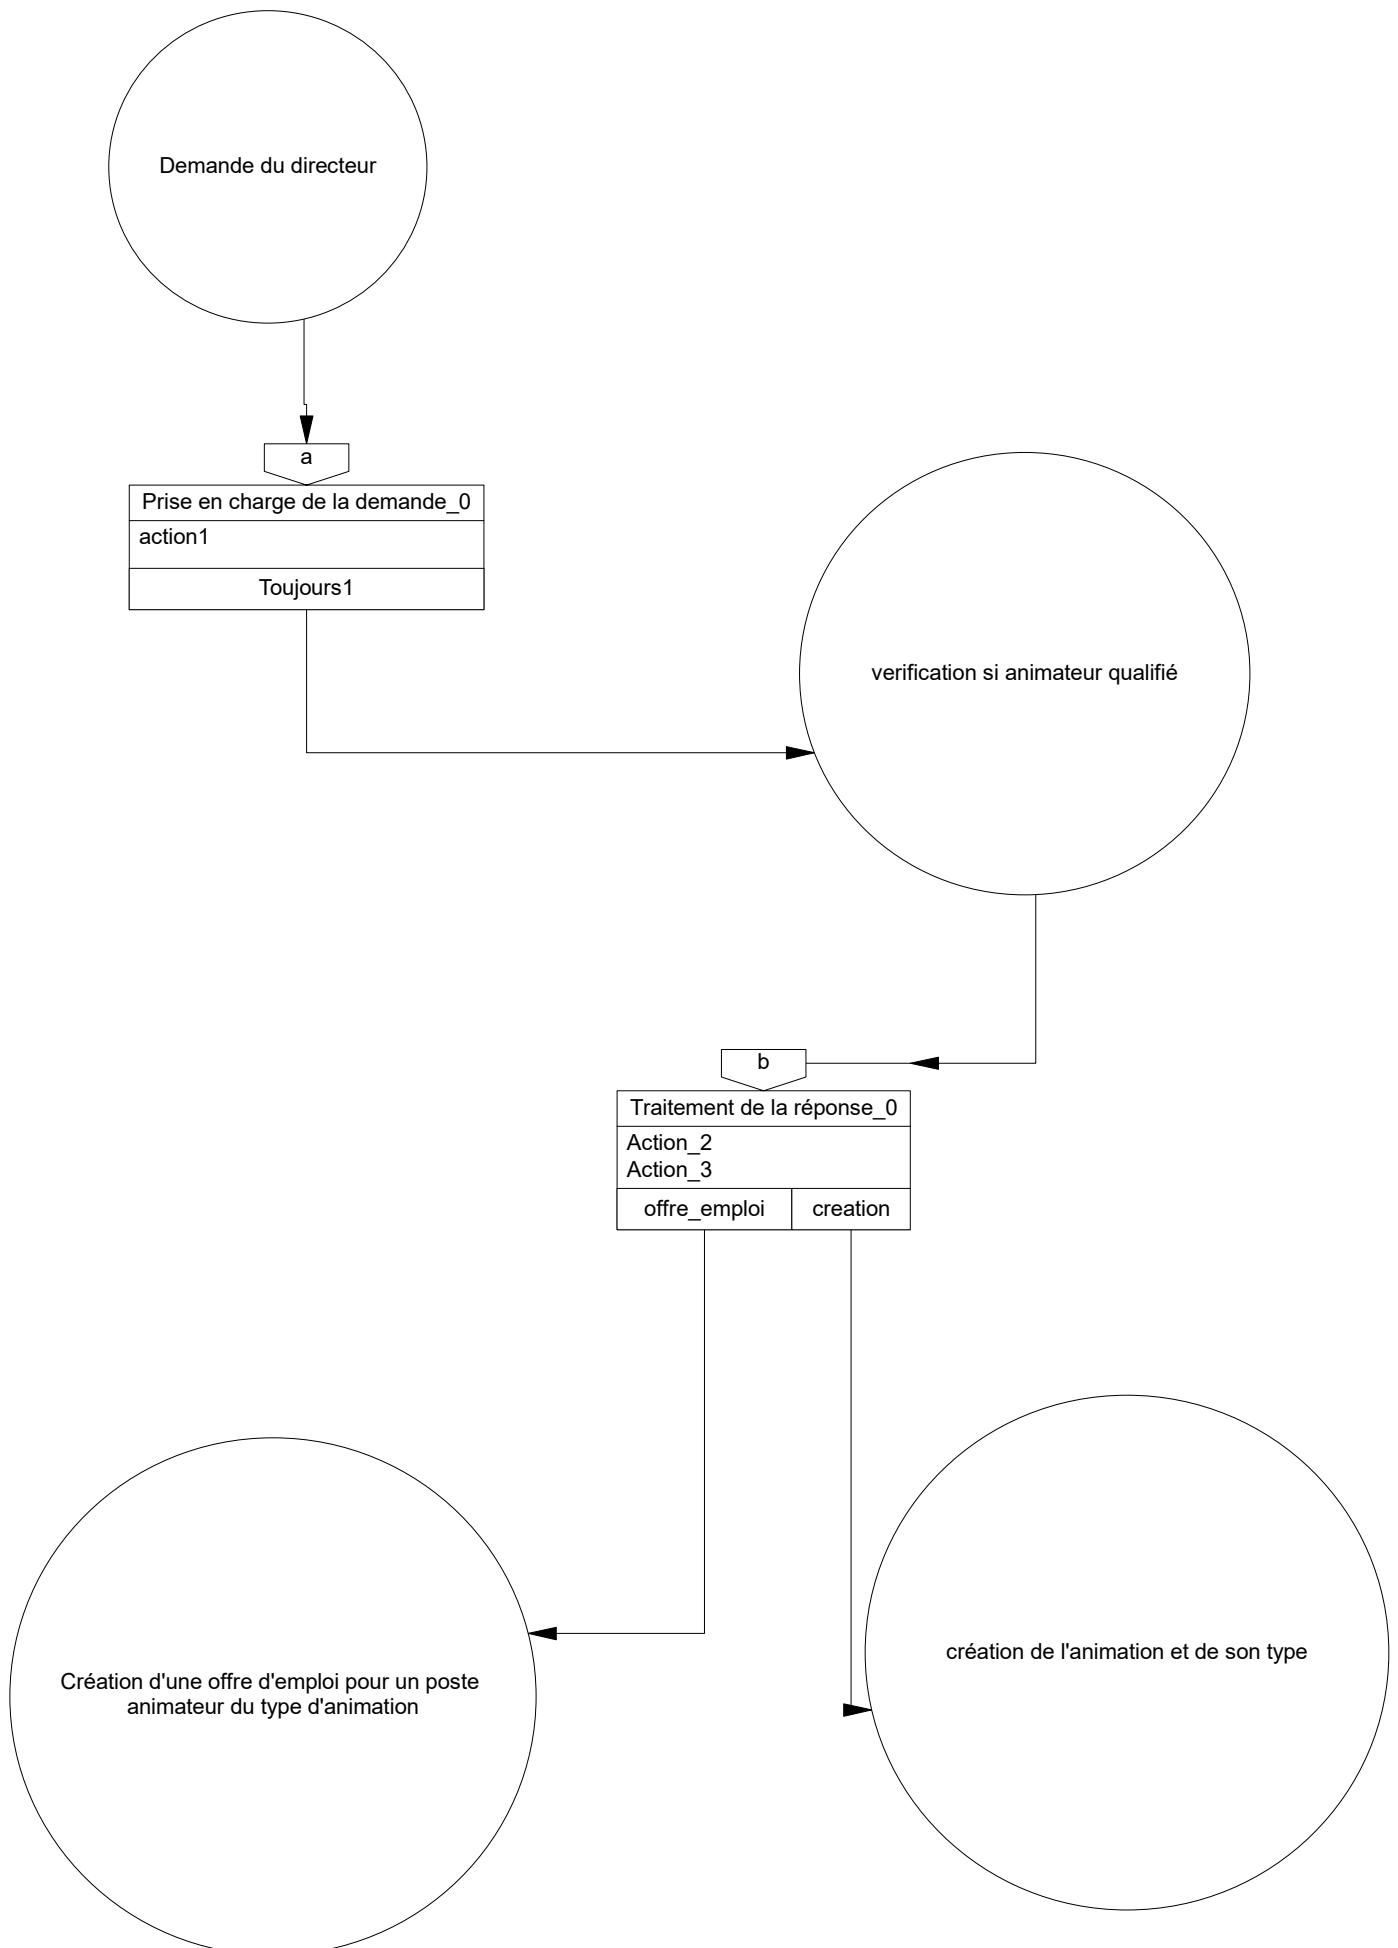 Demande du directeur
a
Prise en charge de la demande_0
action1
Toujours1
verification si animateur qualifié
b
Traitement de la réponse_0
Action_2
Action_3
offre_emploi
creation
création de l'animation et de son type
Création d'une offre d'emploi pour un poste
animateur du type d'animation